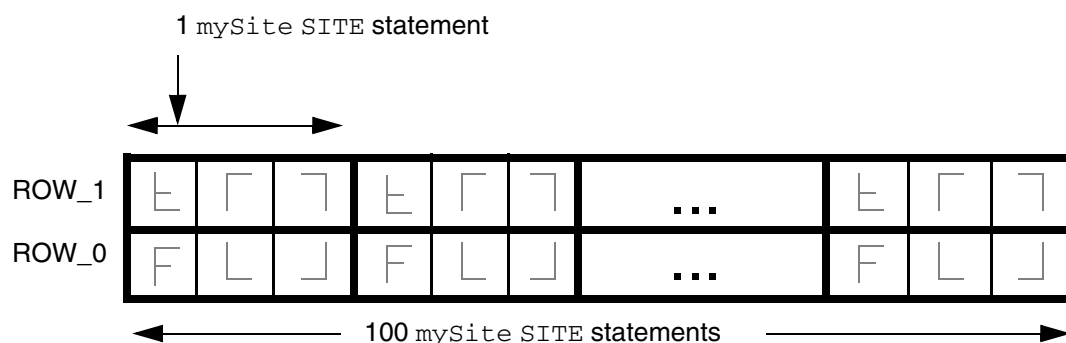 1 mySite SITE statement
ROW_1
...
ROW_0
F F ... F
100 mySite SITE statements